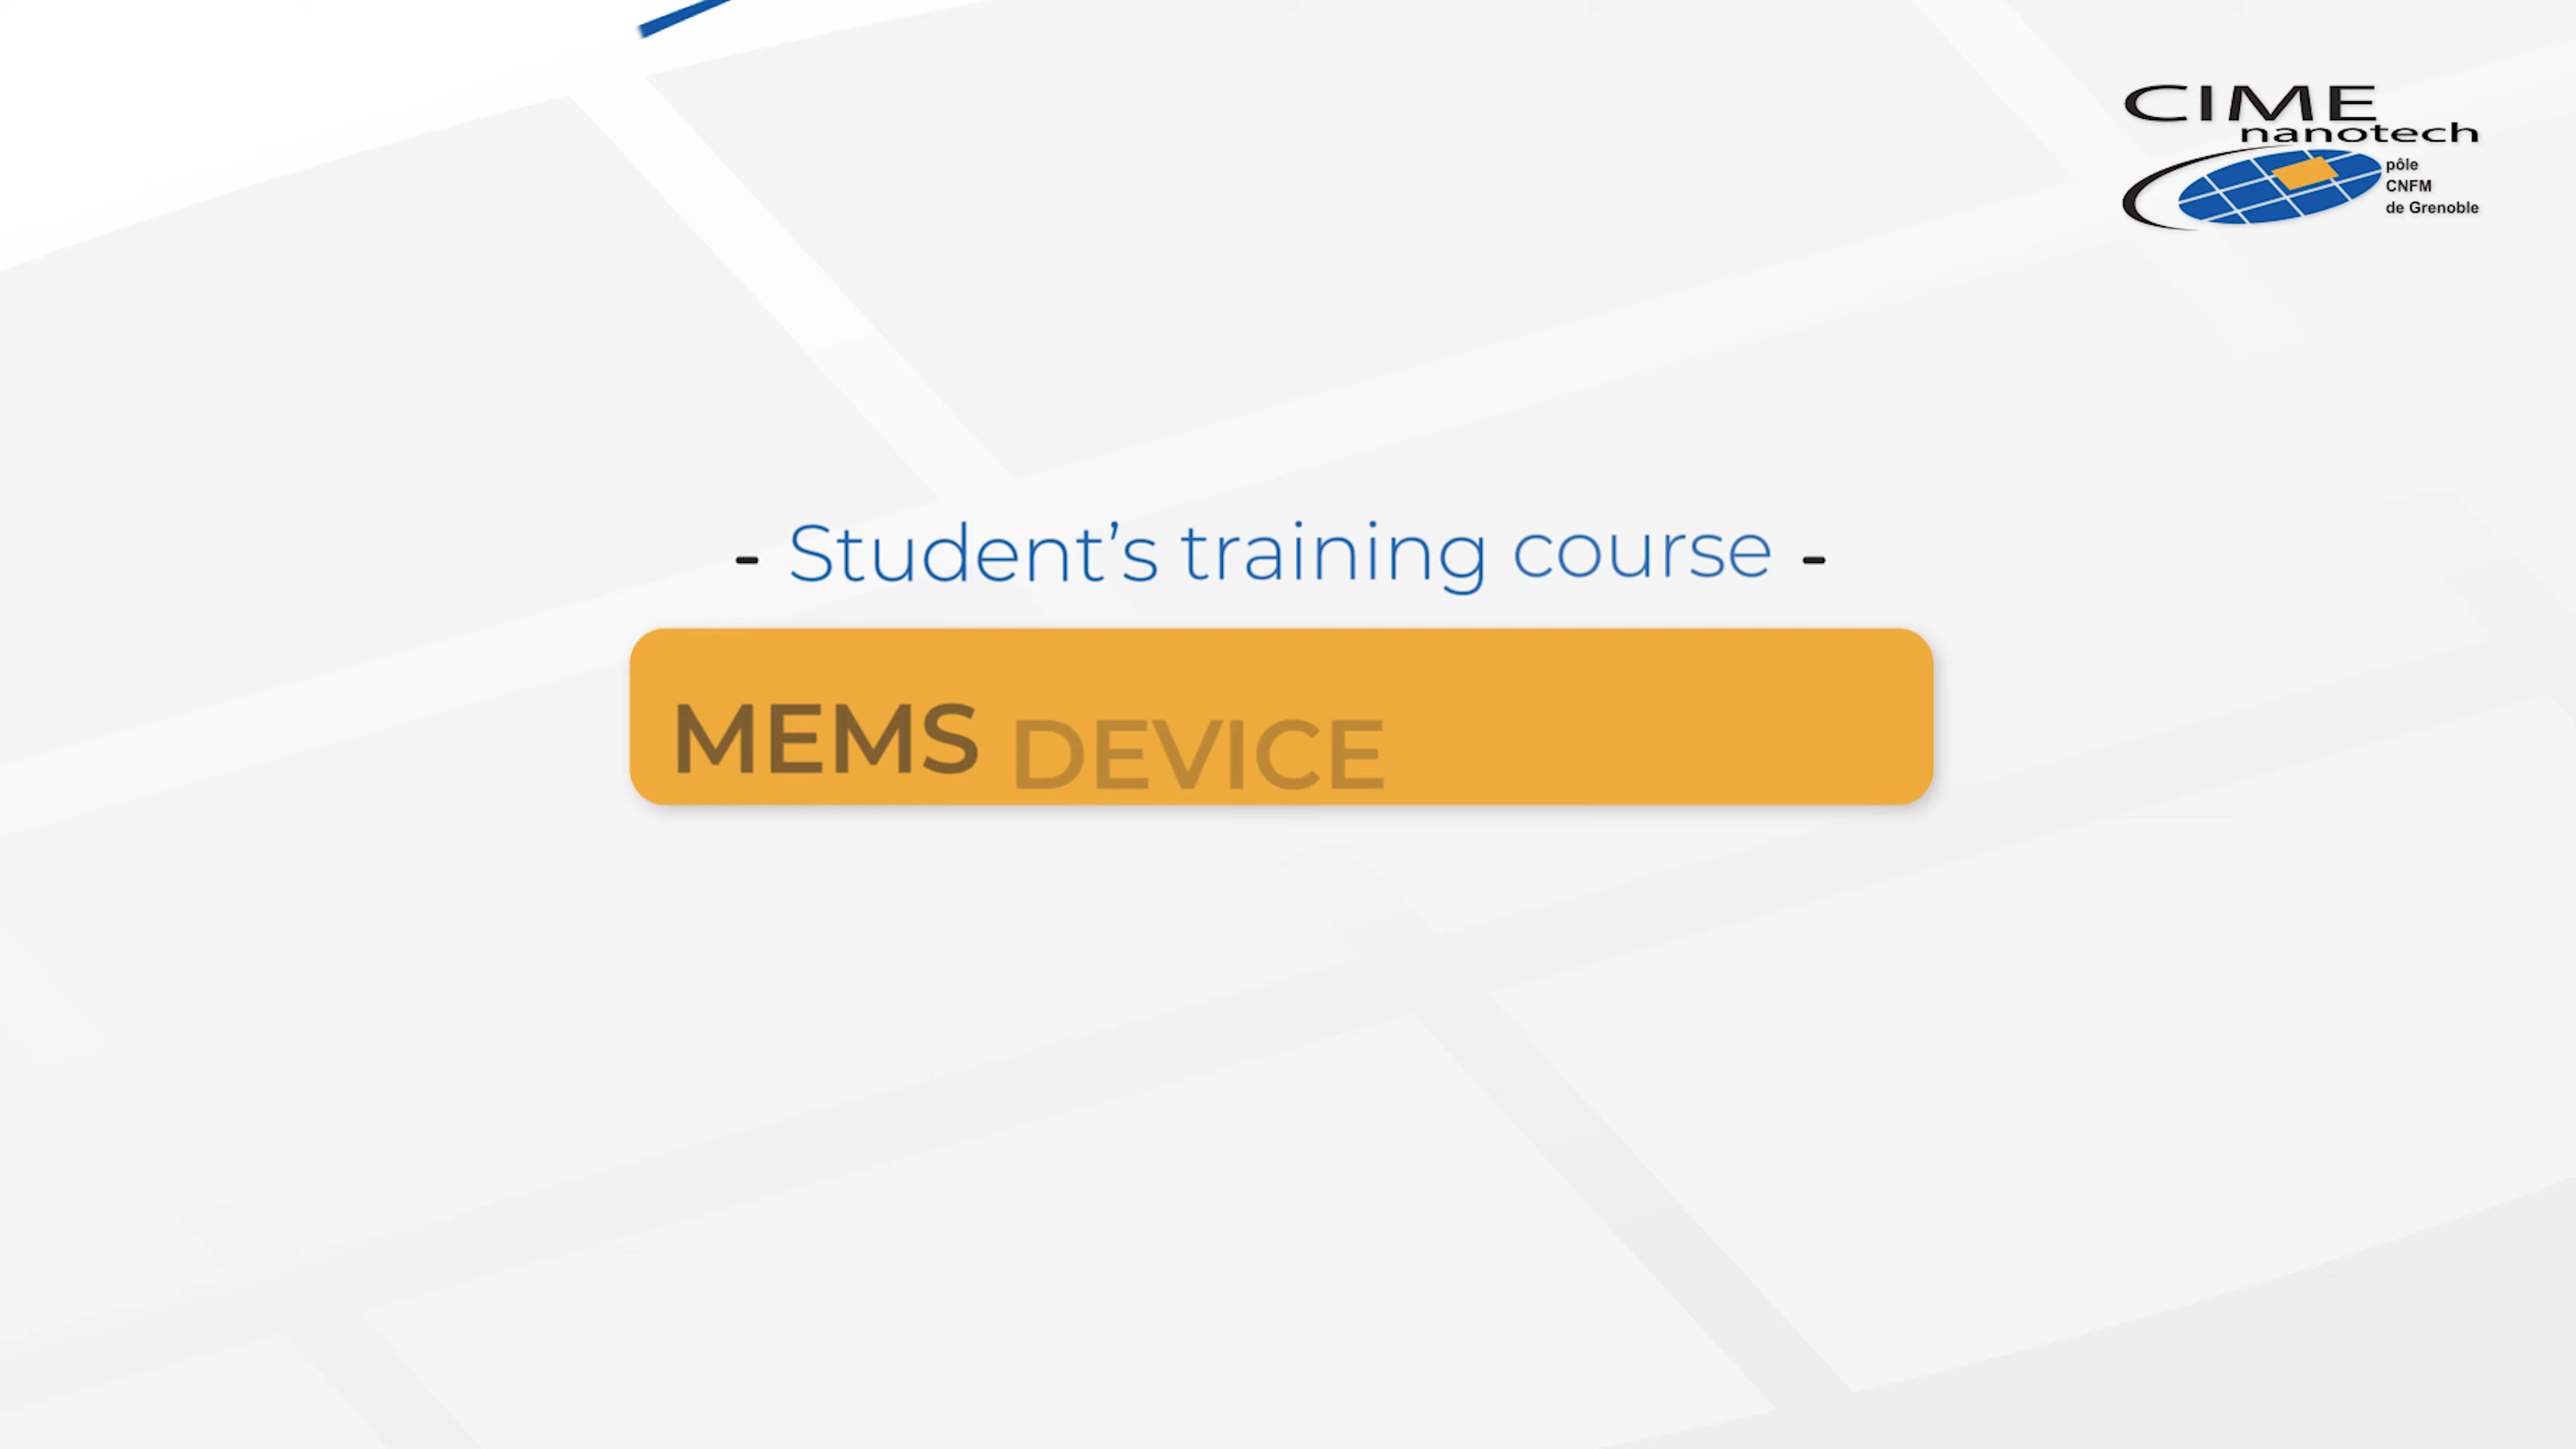 CIME
nanotech
pôle
CNFM
de Grenoble
- Student’s training course -
MEMS DEVICE